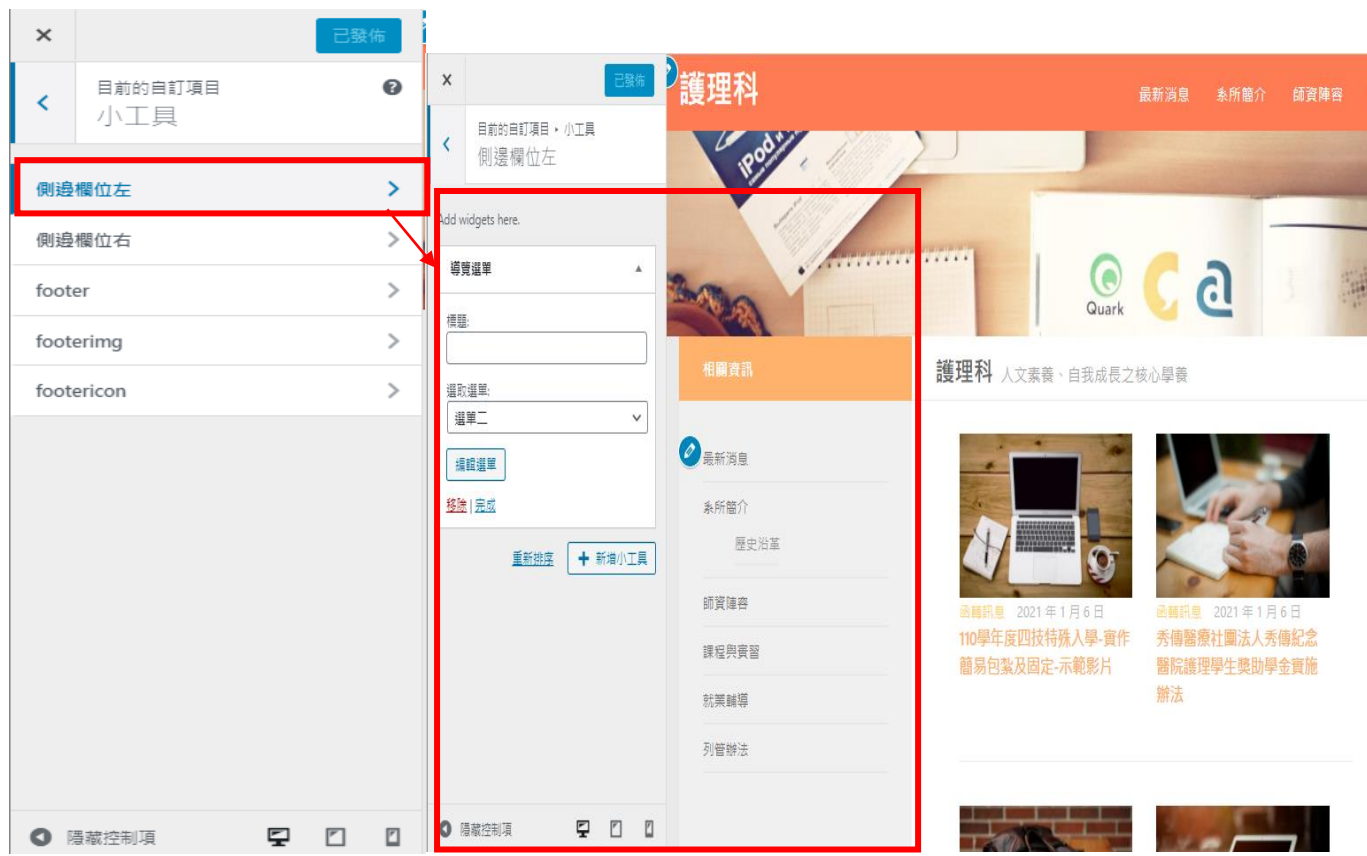 已發佈
目前的自訂項目
小工具
側邊欄位左
側邊欄位右
footer
footerimg
footericon
隱藏控制項
已發佈
目前的自訂項目 ▸ 小工具
側邊欄位左
Add widgets here.
導覽選單
標題:
選取選單:
選單二
編輯選單
移除 | 完成
重新排序
新增小工具
隱藏控制項
護理科
最新消息 系所簡介 師資陣容
iPod
Quark
相關資訊
最新消息
系所簡介
歷史沿革
師資陣容
課程與實習
就業輔導
列管辦法
護理科 人文素養、自我成長之核心學養
函轉訊息 2021 年 1 月 6 日
110學年度四技特殊入學-實作
簡易包紮及固定-示範影片
函轉訊息 2021 年 1 月 6 日
秀傳醫療社團法人秀傳紀念
醫院護理學生獎助學金實施
辦法